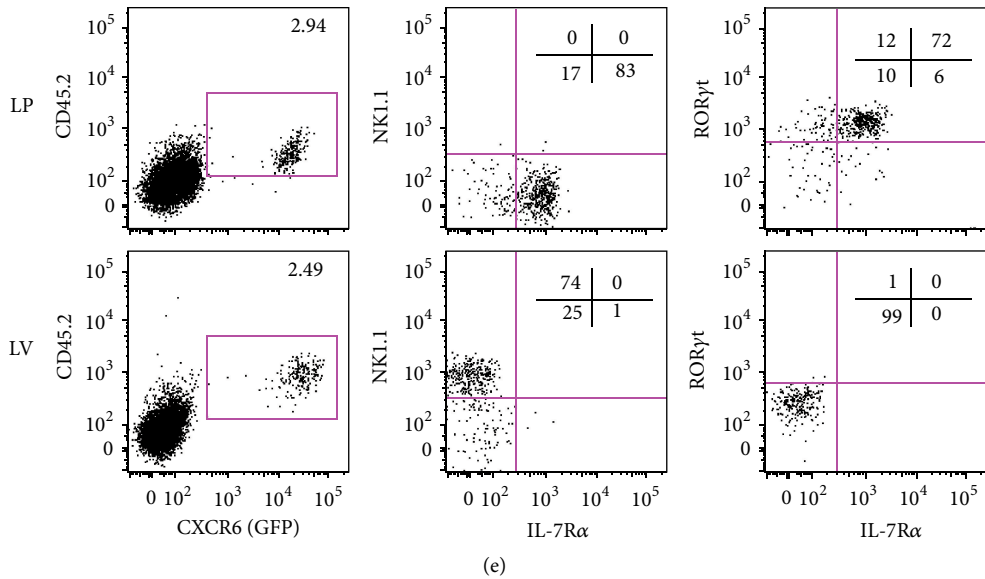 2.94
0 0
17 83
12 72
10 6
LP
CD45.2
10⁵
10⁴
10³
10²
0
NK1.1
10⁵
10⁴
10³
10²
0
RORγt
10⁵
10⁴
10³
10²
0
2.49
74 0
25 1
1 0
99 0
LV
CD45.2
10⁵
10⁴
10³
10²
0
NK1.1
10⁵
10⁴
10³
10²
0
RORγt
10⁵
10⁴
10³
10²
0
0 10² 10³ 10⁴ 10⁵
0 10² 10³ 10⁴ 10⁵
0 10² 10³ 10⁴ 10⁵
CXCR6 (GFP)
IL-7Rα
IL-7Rα
(e)